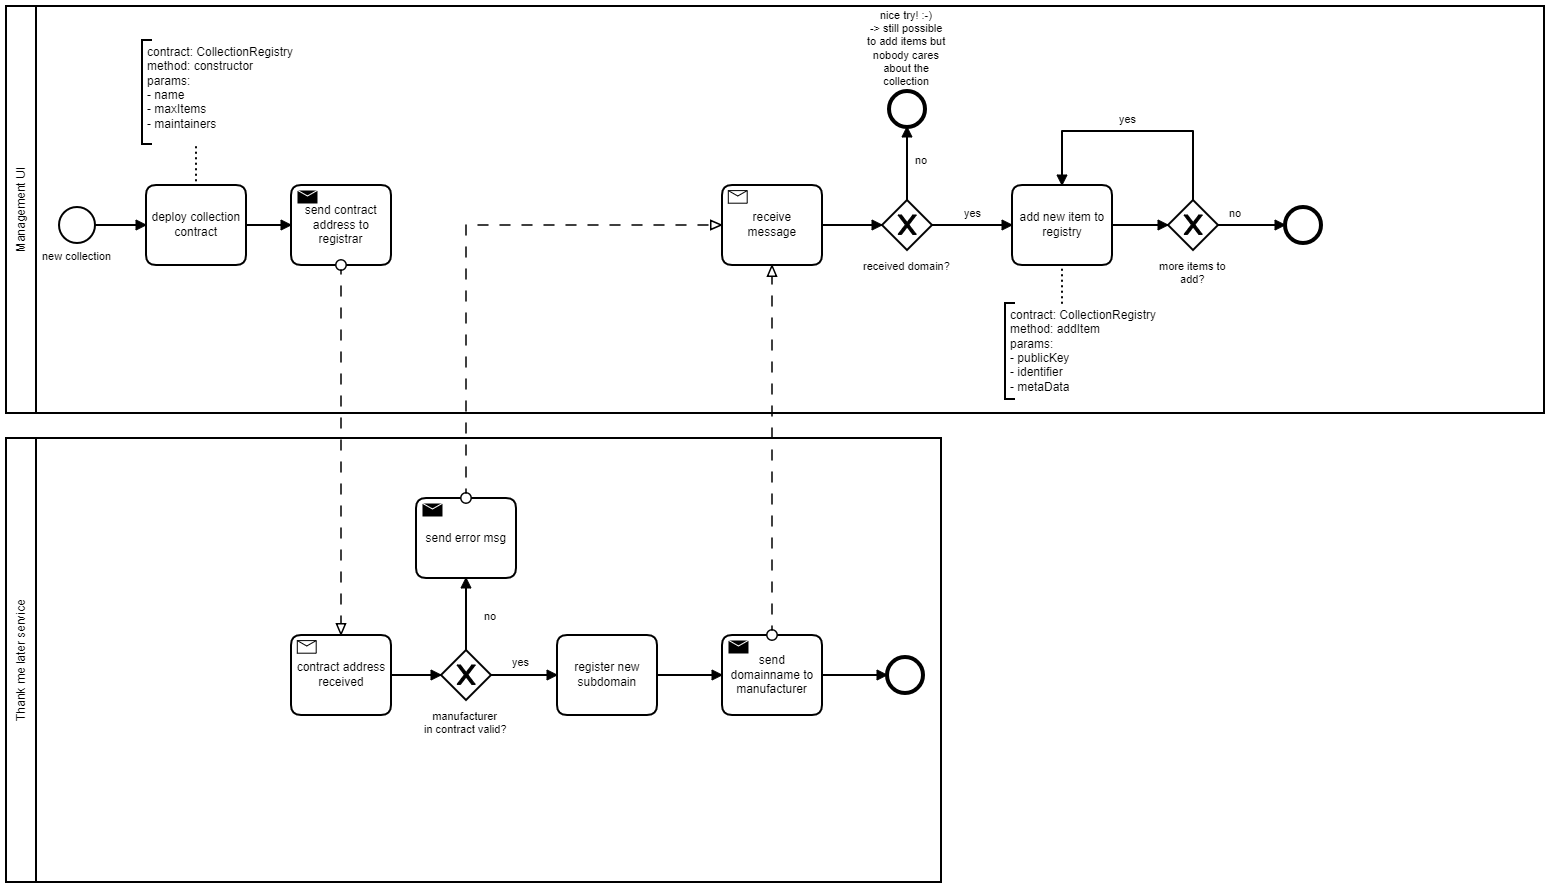 Management UI
contract: CollectionRegistry
method: constructor
params:
- name
- maxItems
- maintainers
new collection
deploy collection
contract
send contract
address to
registrar
receive
message
nice try! :-)
-> still possible
to add items but
nobody cares
about the
collection
no
received domain?
yes
add new item to
registry
yes
more items to
add?
no
contract: CollectionRegistry
method: addItem
params:
- publicKey
- identifier
- metaData
Thank me later service
send error msg
no
contract address
received
manufacturer
in contract valid?
yes
register new
subdomain
send
domainname to
manufacturer